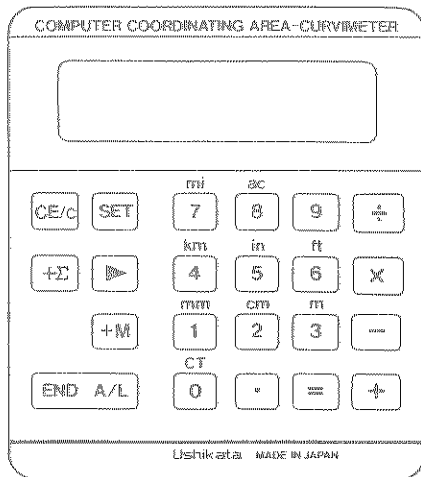 COMPUTER COORDINATING AREA-CURVIMETER
mi ac
CE/C SET 7 8 9 ÷
km in ft
+Σ ▶ 4 5 6 ×
mm cm m
+M 1 2 3 −
CT
END A/L 0 . = +
Ushikata MADE IN JAPAN